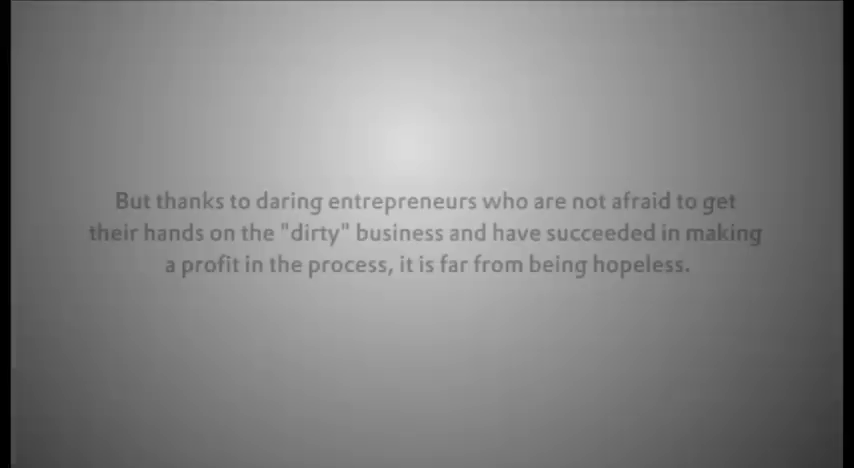 But thanks to daring entrepreneurs who are not afraid to get
their hands on the "dirty" business and have succeeded in making
a profit in the process, it is far from being hopeless.